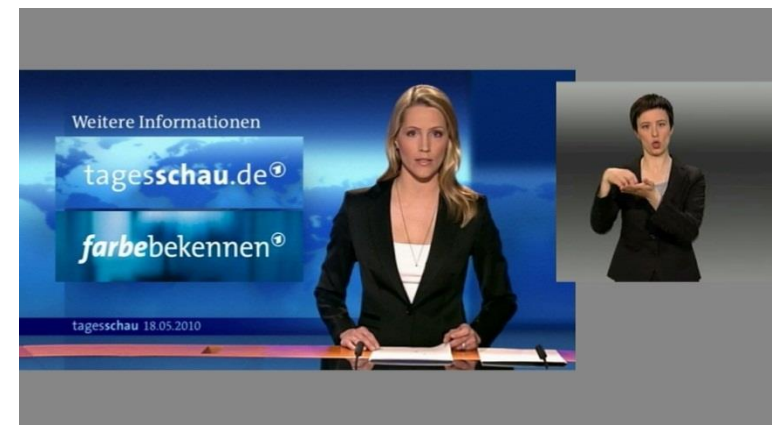 Weitere Informationen
tagesschau.de
farbebekennen
tagesschau 18.05.2010